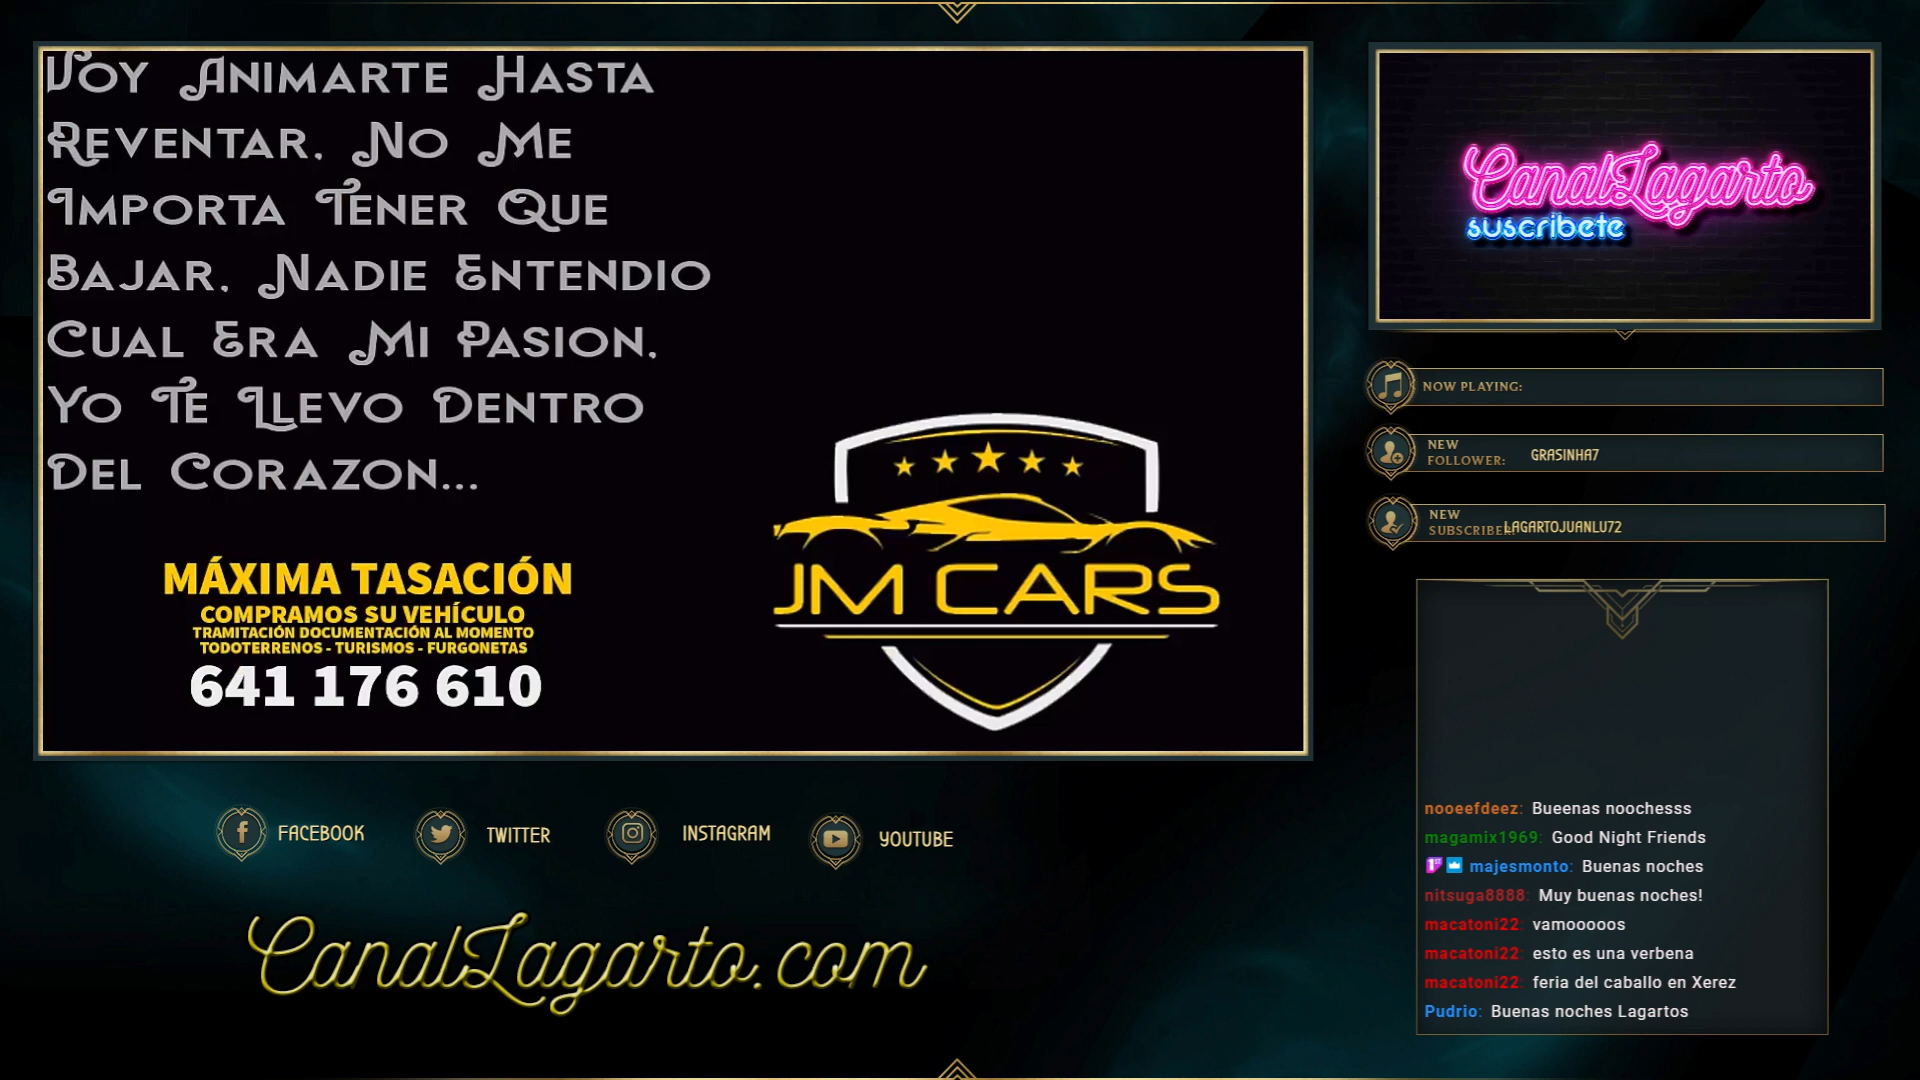 Voy Animarte Hasta
Reventar. No Me
Importa Tener Que
Bajar. Nadie Entendio
Cual Era Mi Pasion.
Yo Te Llevo Dentro
Del Corazon...
MÁXIMA TASACIÓN
COMPRAMOS SU VEHÍCULO
TRAMITACIÓN DOCUMENTACIÓN AL MOMENTO
TODOTERRENOS - TURISMOS - FURGONETAS
641 176 610
JM CARS
CanalLagarto
suscribete
NOW PLAYING:
NEW
FOLLOWER: GRASINHA7
NEW
SUBSCRIBER: LAGARTOJUANLU72
nooeefdeez: Bueenas noochesss
magamix1969: Good Night Friends
majesmonto: Buenas noches
nitsuga8888: Muy buenas noches!
macatoni22: vamooooos
macatoni22: esto es una verbena
macatoni22: feria del caballo en Xerez
Pudrio: Buenas noches Lagartos
FACEBOOK
TWITTER
INSTAGRAM
YOUTUBE
CanalLagarto.com